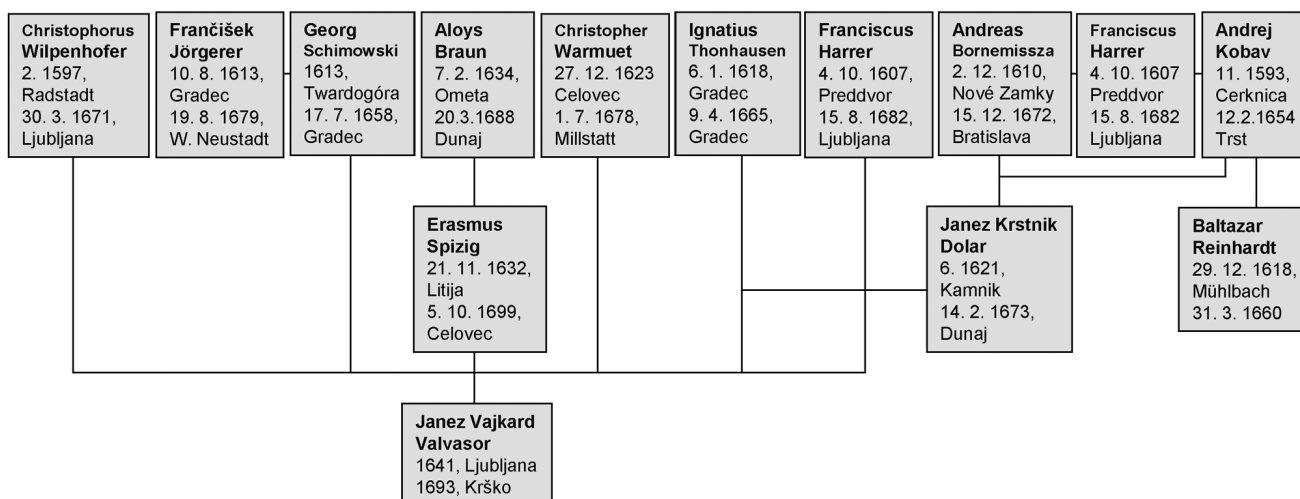 Christophorus
Wilpenhofer
2. 1597,
Radstadt
30. 3. 1671,
Ljubljana
Frančišek
Jörgerer
10. 8. 1613,
Gradec
19. 8. 1679,
W. Neustadt
Georg
Schimowski
1613,
Twardogóra
17. 7. 1658,
Gradec
Aloys
Braun
7. 2. 1634,
Ometa
20.3.1688
Dunaj
Christopher
Warmuet
27. 12. 1623
Celovec
1. 7. 1678,
Millstatt
Ignatius
Thonhausen
6. 1. 1618,
Gradec
9. 4. 1665,
Gradec
Franciscus
Harrer
4. 10. 1607,
Preddvor
15. 8. 1682,
Ljubljana
Andreas
Bornemissza
2. 12. 1610,
Nové Zamky
15. 12. 1672,
Bratislava
Franciscus
Harrer
4. 10. 1607
Preddvor
15. 8. 1682
Ljubljana
Andrej
Kobav
11. 1593,
Cerknica
12.2.1654
Trst
Erasmus
Spizig
21. 11. 1632,
Litija
5. 10. 1699,
Celovec
Janez Krstnik
Dolar
6. 1621,
Kamnik
14. 2. 1673,
Dunaj
Baltazar
Reinhardt
29. 12. 1618,
Mühlbach
31. 3. 1660
Janez Vajkard
Valvasor
1641, Ljubljana
1693, Krško